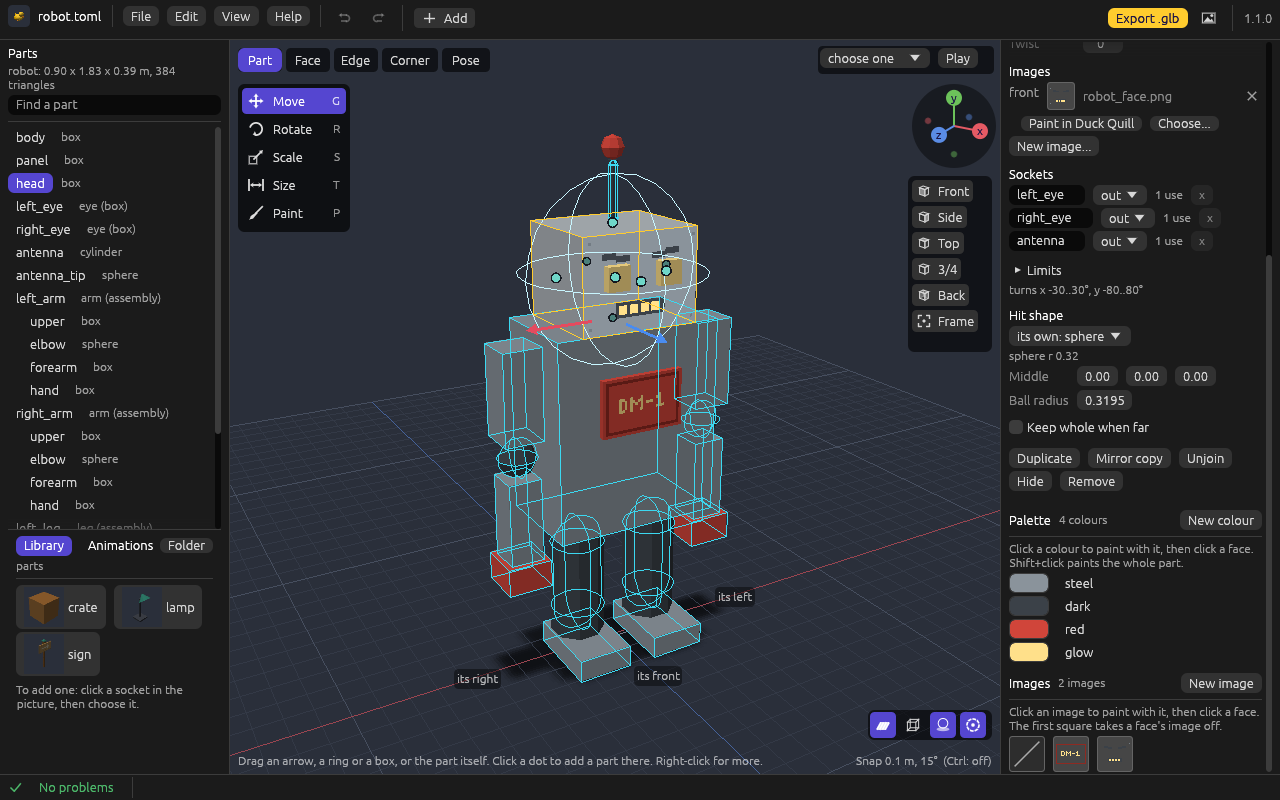 robot.toml File Edit View Help + Add Export .glb 1.1.0
Parts
robot: 0.90 x 1.83 x 0.39 m, 384
triangles
Find a part
body box
panel box
head box
left_eye eye (box)
right_eye eye (box)
antenna cylinder
antenna_tip sphere
left_arm arm (assembly)
upper box
elbow sphere
forearm box
hand box
right_arm arm (assembly)
upper box
elbow sphere
forearm box
hand box
left_leg leg (assembly)
Library Animations Folder
parts
crate lamp
sign
To add one: click a socket in the
picture, then choose it.
Part Face Edge Corner Pose
Move G
Rotate R
Scale S
Size T
Paint P
choose one Play
y
x
z
Front
Side
Top
3/4
Back
Frame
DM-1
its left
its right
its front
Drag an arrow, a ring or a box, or the part itself. Click a dot to add a part there. Right-click for more.
Snap 0.1 m, 15° (Ctrl: off)
Twist 0
Images
front robot_face.png
Paint in Duck Quill Choose...
New image...
Sockets
left_eye out 1 use x
right_eye out 1 use x
antenna out 1 use x
Limits
turns x -30..30°, y -80..80°
Hit shape
its own: sphere
sphere r 0.32
Middle 0.00 0.00 0.00
Ball radius 0.3195
Keep whole when far
Duplicate Mirror copy Unjoin
Hide Remove
Palette 4 colours New colour
Click a colour to paint with it, then click a face.
Shift+click paints the whole part.
steel
dark
red
glow
Images 2 images New image
Click an image to paint with it, then click a face.
The first square takes a face's image off.
DM-1
No problems